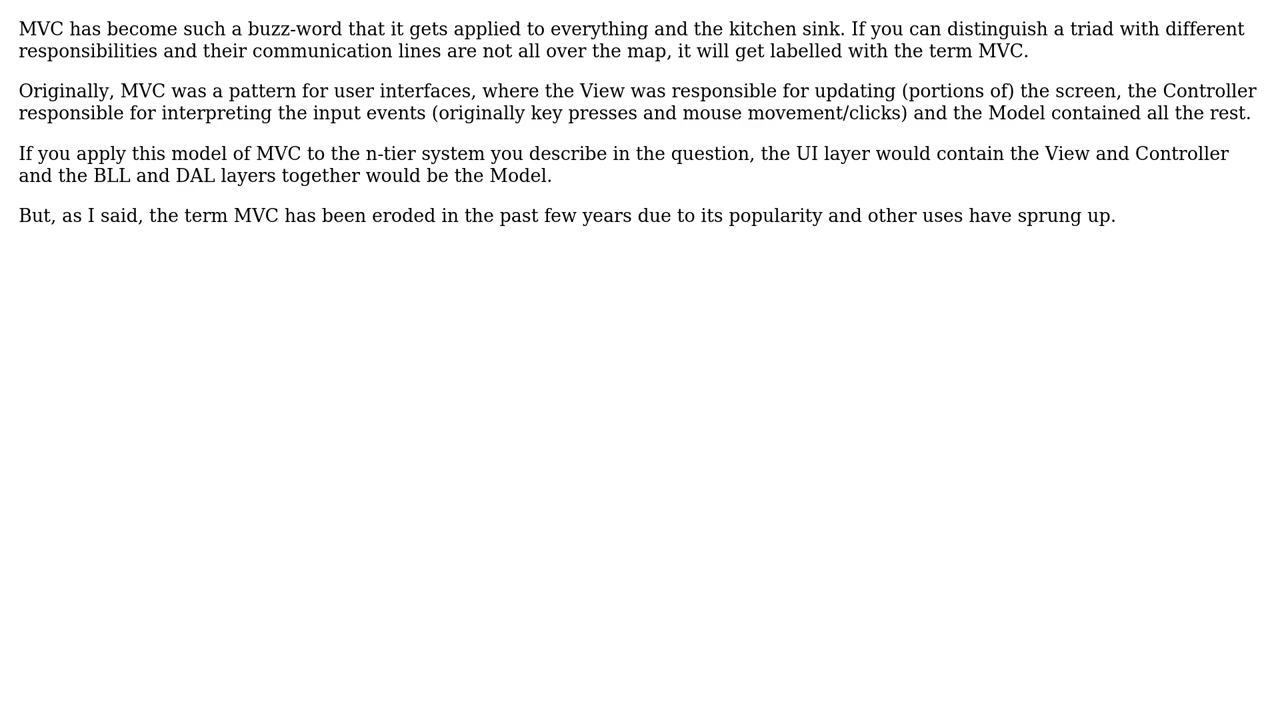 MVC has become such a buzz-word that it gets applied to everything and the kitchen sink. If you can distinguish a triad with different
responsibilities and their communication lines are not all over the map, it will get labelled with the term MVC.
Originally, MVC was a pattern for user interfaces, where the View was responsible for updating (portions of) the screen, the Controller
responsible for interpreting the input events (originally key presses and mouse movement/clicks) and the Model contained all the rest.
If you apply this model of MVC to the n-tier system you describe in the question, the UI layer would contain the View and Controller
and the BLL and DAL layers together would be the Model.
But, as I said, the term MVC has been eroded in the past few years due to its popularity and other uses have sprung up.